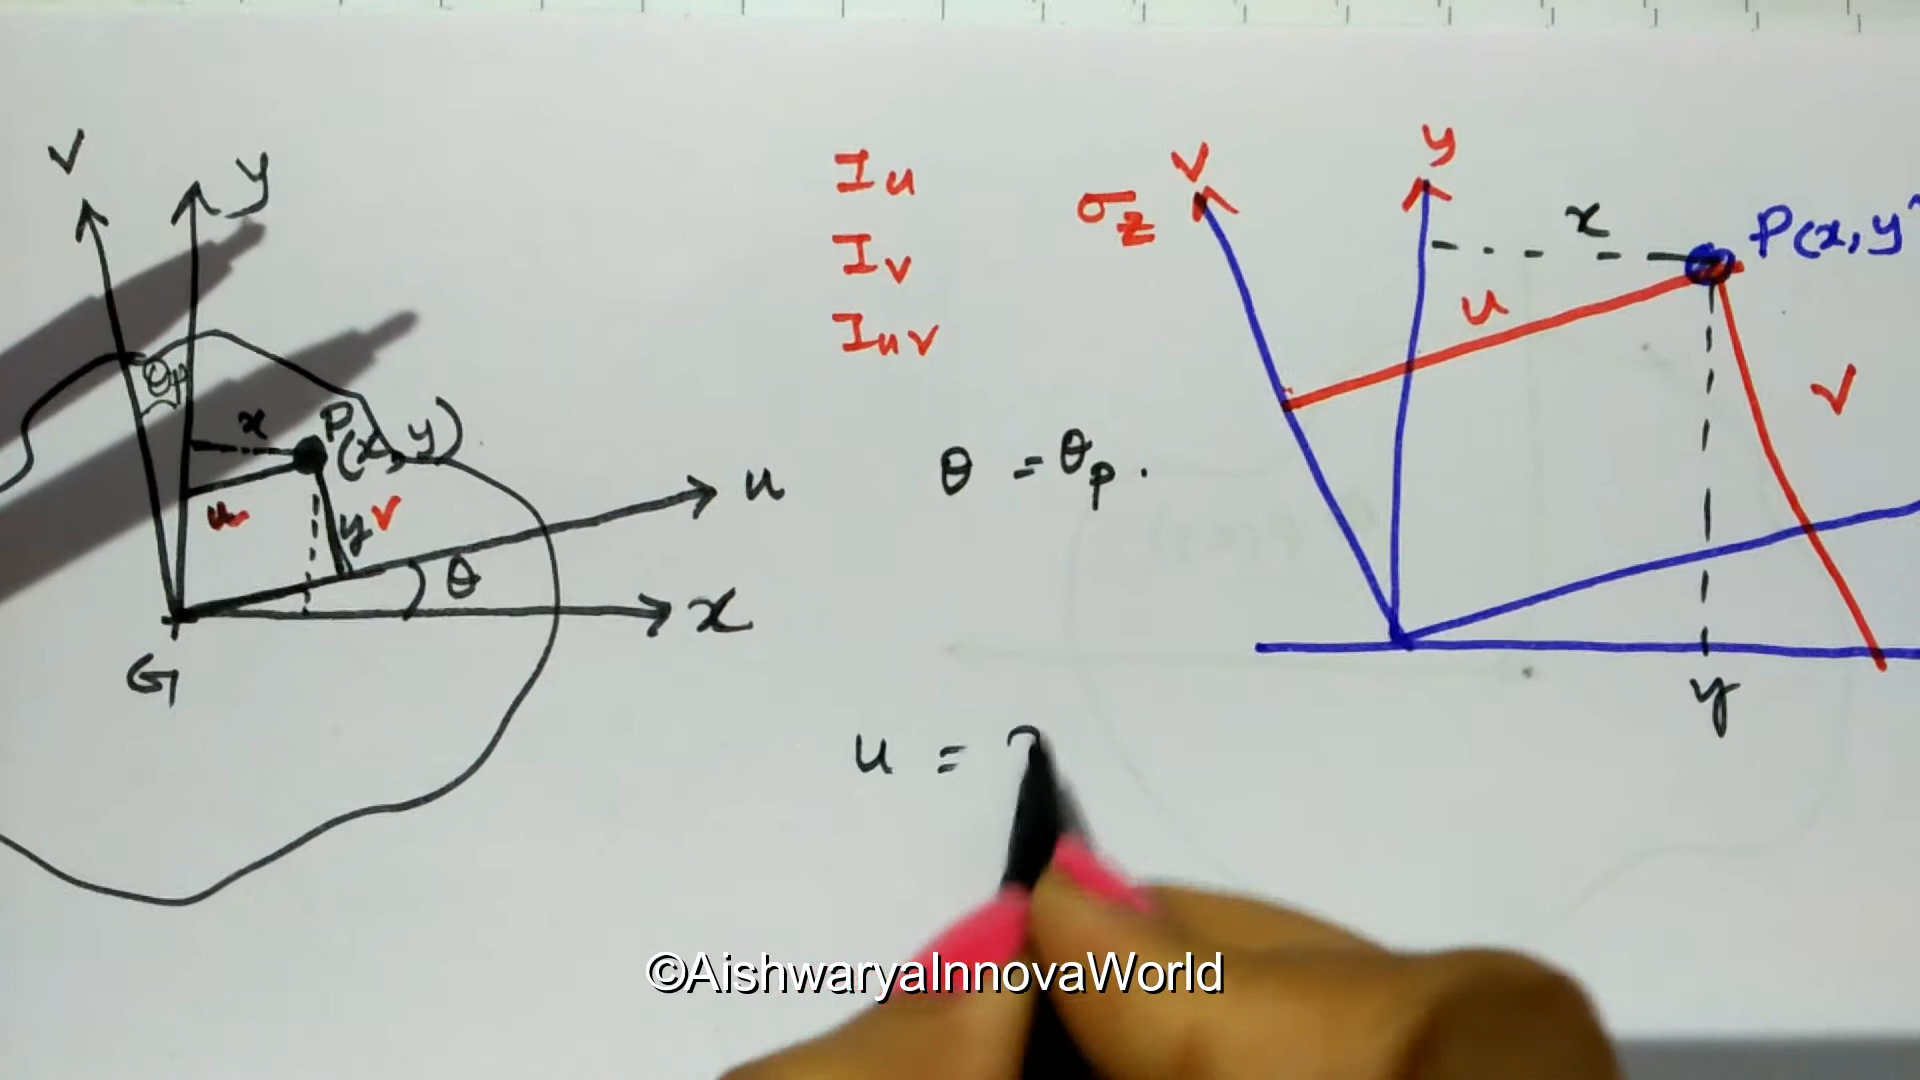 V
y
θp
x
P
(x, y)
u
y V
u
θ
x
G
Iu
Iv
Iuv
θ = θp.
σz
V
y
x
P(x, y
u
V
y
u = ?
©AishwaryaInnovaWorld